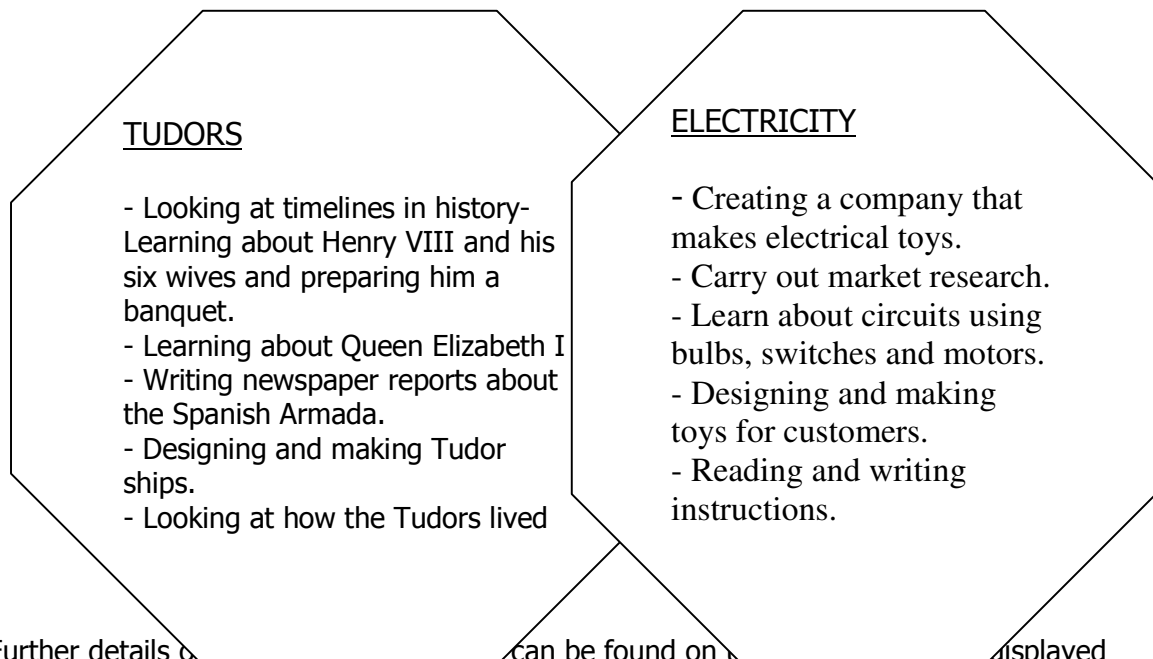 TUDORS
- Looking at timelines in history-
Learning about Henry VIII and his
six wives and preparing him a
banquet.
- Learning about Queen Elizabeth I
- Writing newspaper reports about
the Spanish Armada.
- Designing and making Tudor
ships.
- Looking at how the Tudors lived
ELECTRICITY
- Creating a company that
makes electrical toys.
- Carry out market research.
- Learn about circuits using
bulbs, switches and motors.
- Designing and making
toys for customers.
- Reading and writing
instructions.
Further details can be found on